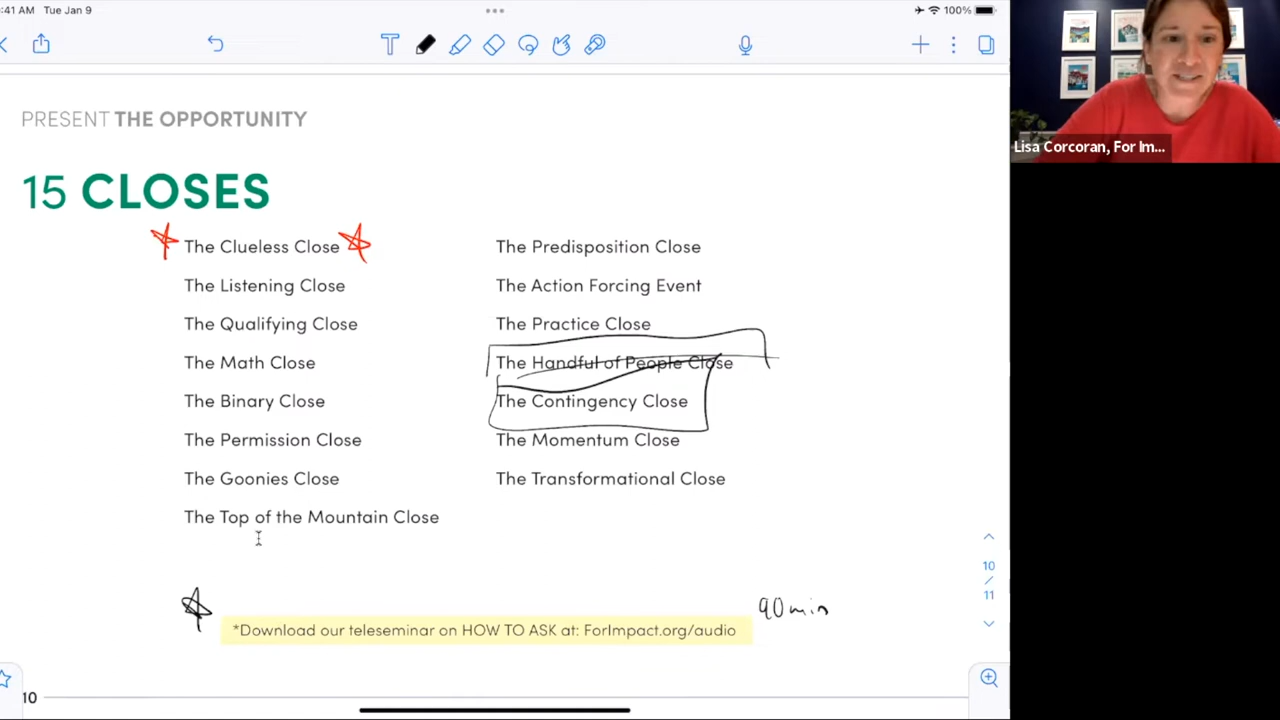 :41 AM Tue Jan 9
100%
PRESENT THE OPPORTUNITY
15 CLOSES
The Clueless Close
The Listening Close
The Qualifying Close
The Math Close
The Binary Close
The Permission Close
The Goonies Close
The Top of the Mountain Close
The Predisposition Close
The Action Forcing Event
The Practice Close
The Handful of People Close
The Contingency Close
The Momentum Close
The Transformational Close
90min
*Download our teleseminar on HOW TO ASK at: ForImpact.org/audio
10
/
11
10
Lisa Corcoran, For Im...
T